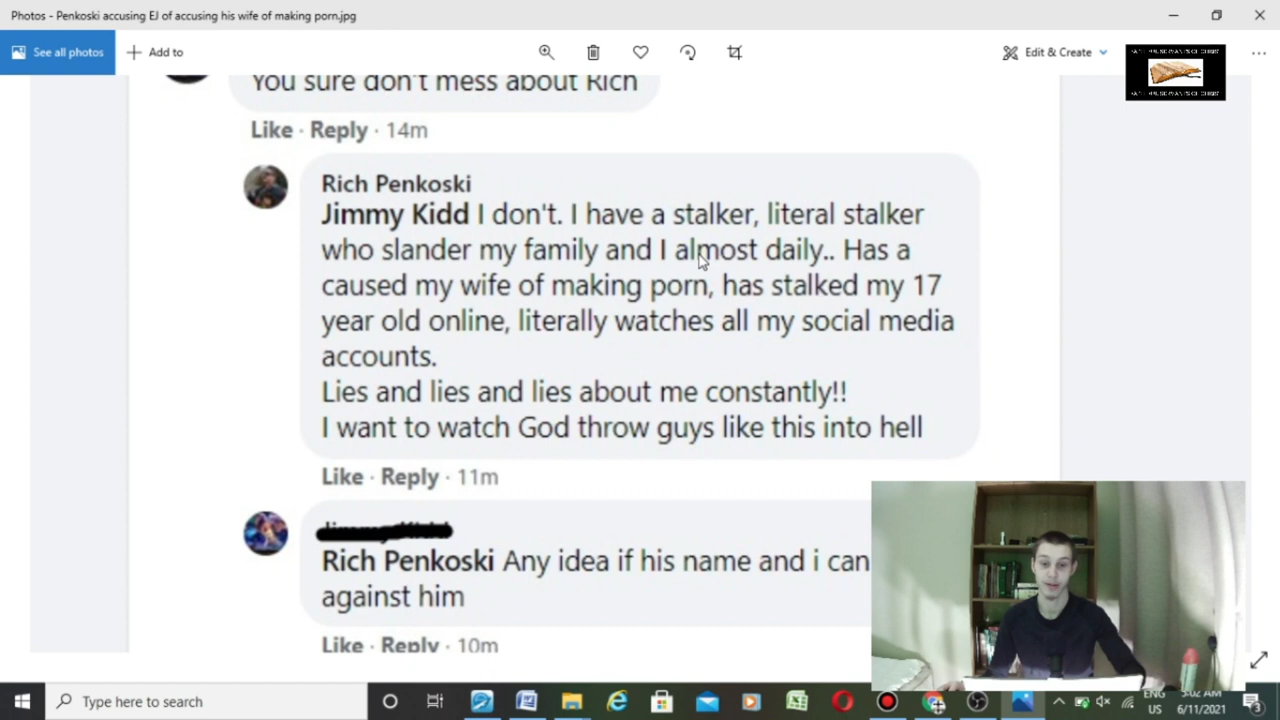 Photos - Penkoski accusing EJ of accusing his wife of making porn.jpg
See all photos
Add to
Edit & Create
You sure don't mess about Rich
Like · Reply · 14m
Rich Penkoski
Jimmy Kidd I don't. I have a stalker, literal stalker
who slander my family and I almost daily.. Has a
caused my wife of making porn, has stalked my 17
year old online, literally watches all my social media
accounts.
Lies and lies and lies about me constantly!!
I want to watch God throw guys like this into hell
Like · Reply · 11m
Rich Penkoski Any idea if his name and i can
against him
Like · Reply · 10m
Type here to search
ENG
US
5:02 AM
6/11/2021
3